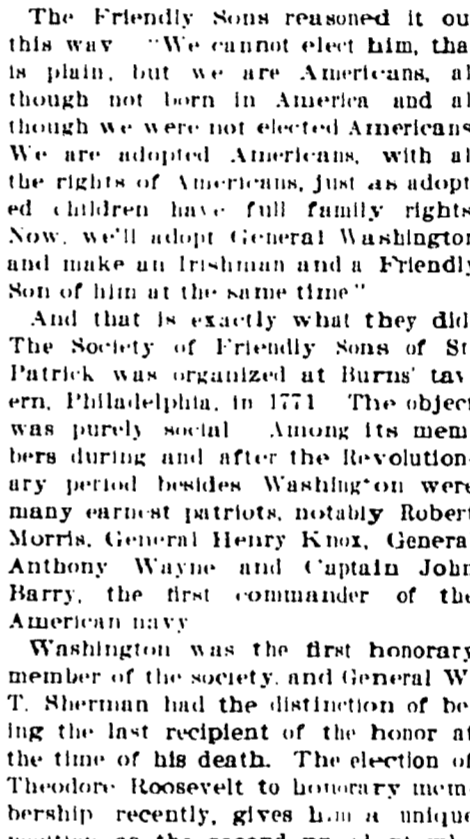 The Friendly Sons reasoned it ou
this way "We cannot elect him, tha
is plain, but we are Americans, al
though not born in America and al
though we were not elected Americans
We are adopted Americans, with al
the rights of Americans, just as adopt
ed children have full family rights
Now, we'll adopt General Washington
and make an Irishman and a Friendly
Son of him at the same time"
And that is exactly what they did
The Society of Friendly Sons of St
Patrick was organized at Burns' tav
ern, Philadelphia, in 1771 The object
was purely social Among its mem
bers during and after the Revolution-
ary period besides Washington were
many earnest patriots, notably Robert
Morris, General Henry Knox, Genera
Anthony Wayne and Captain John
Barry, the first commander of the
American navy
Washington was the first honorary
member of the society, and General W
T. Sherman had the distinction of be
ing the last recipient of the honor at
the time of his death. The election of
Theodore Roosevelt to honorary mem-
bership recently, gives him a unique